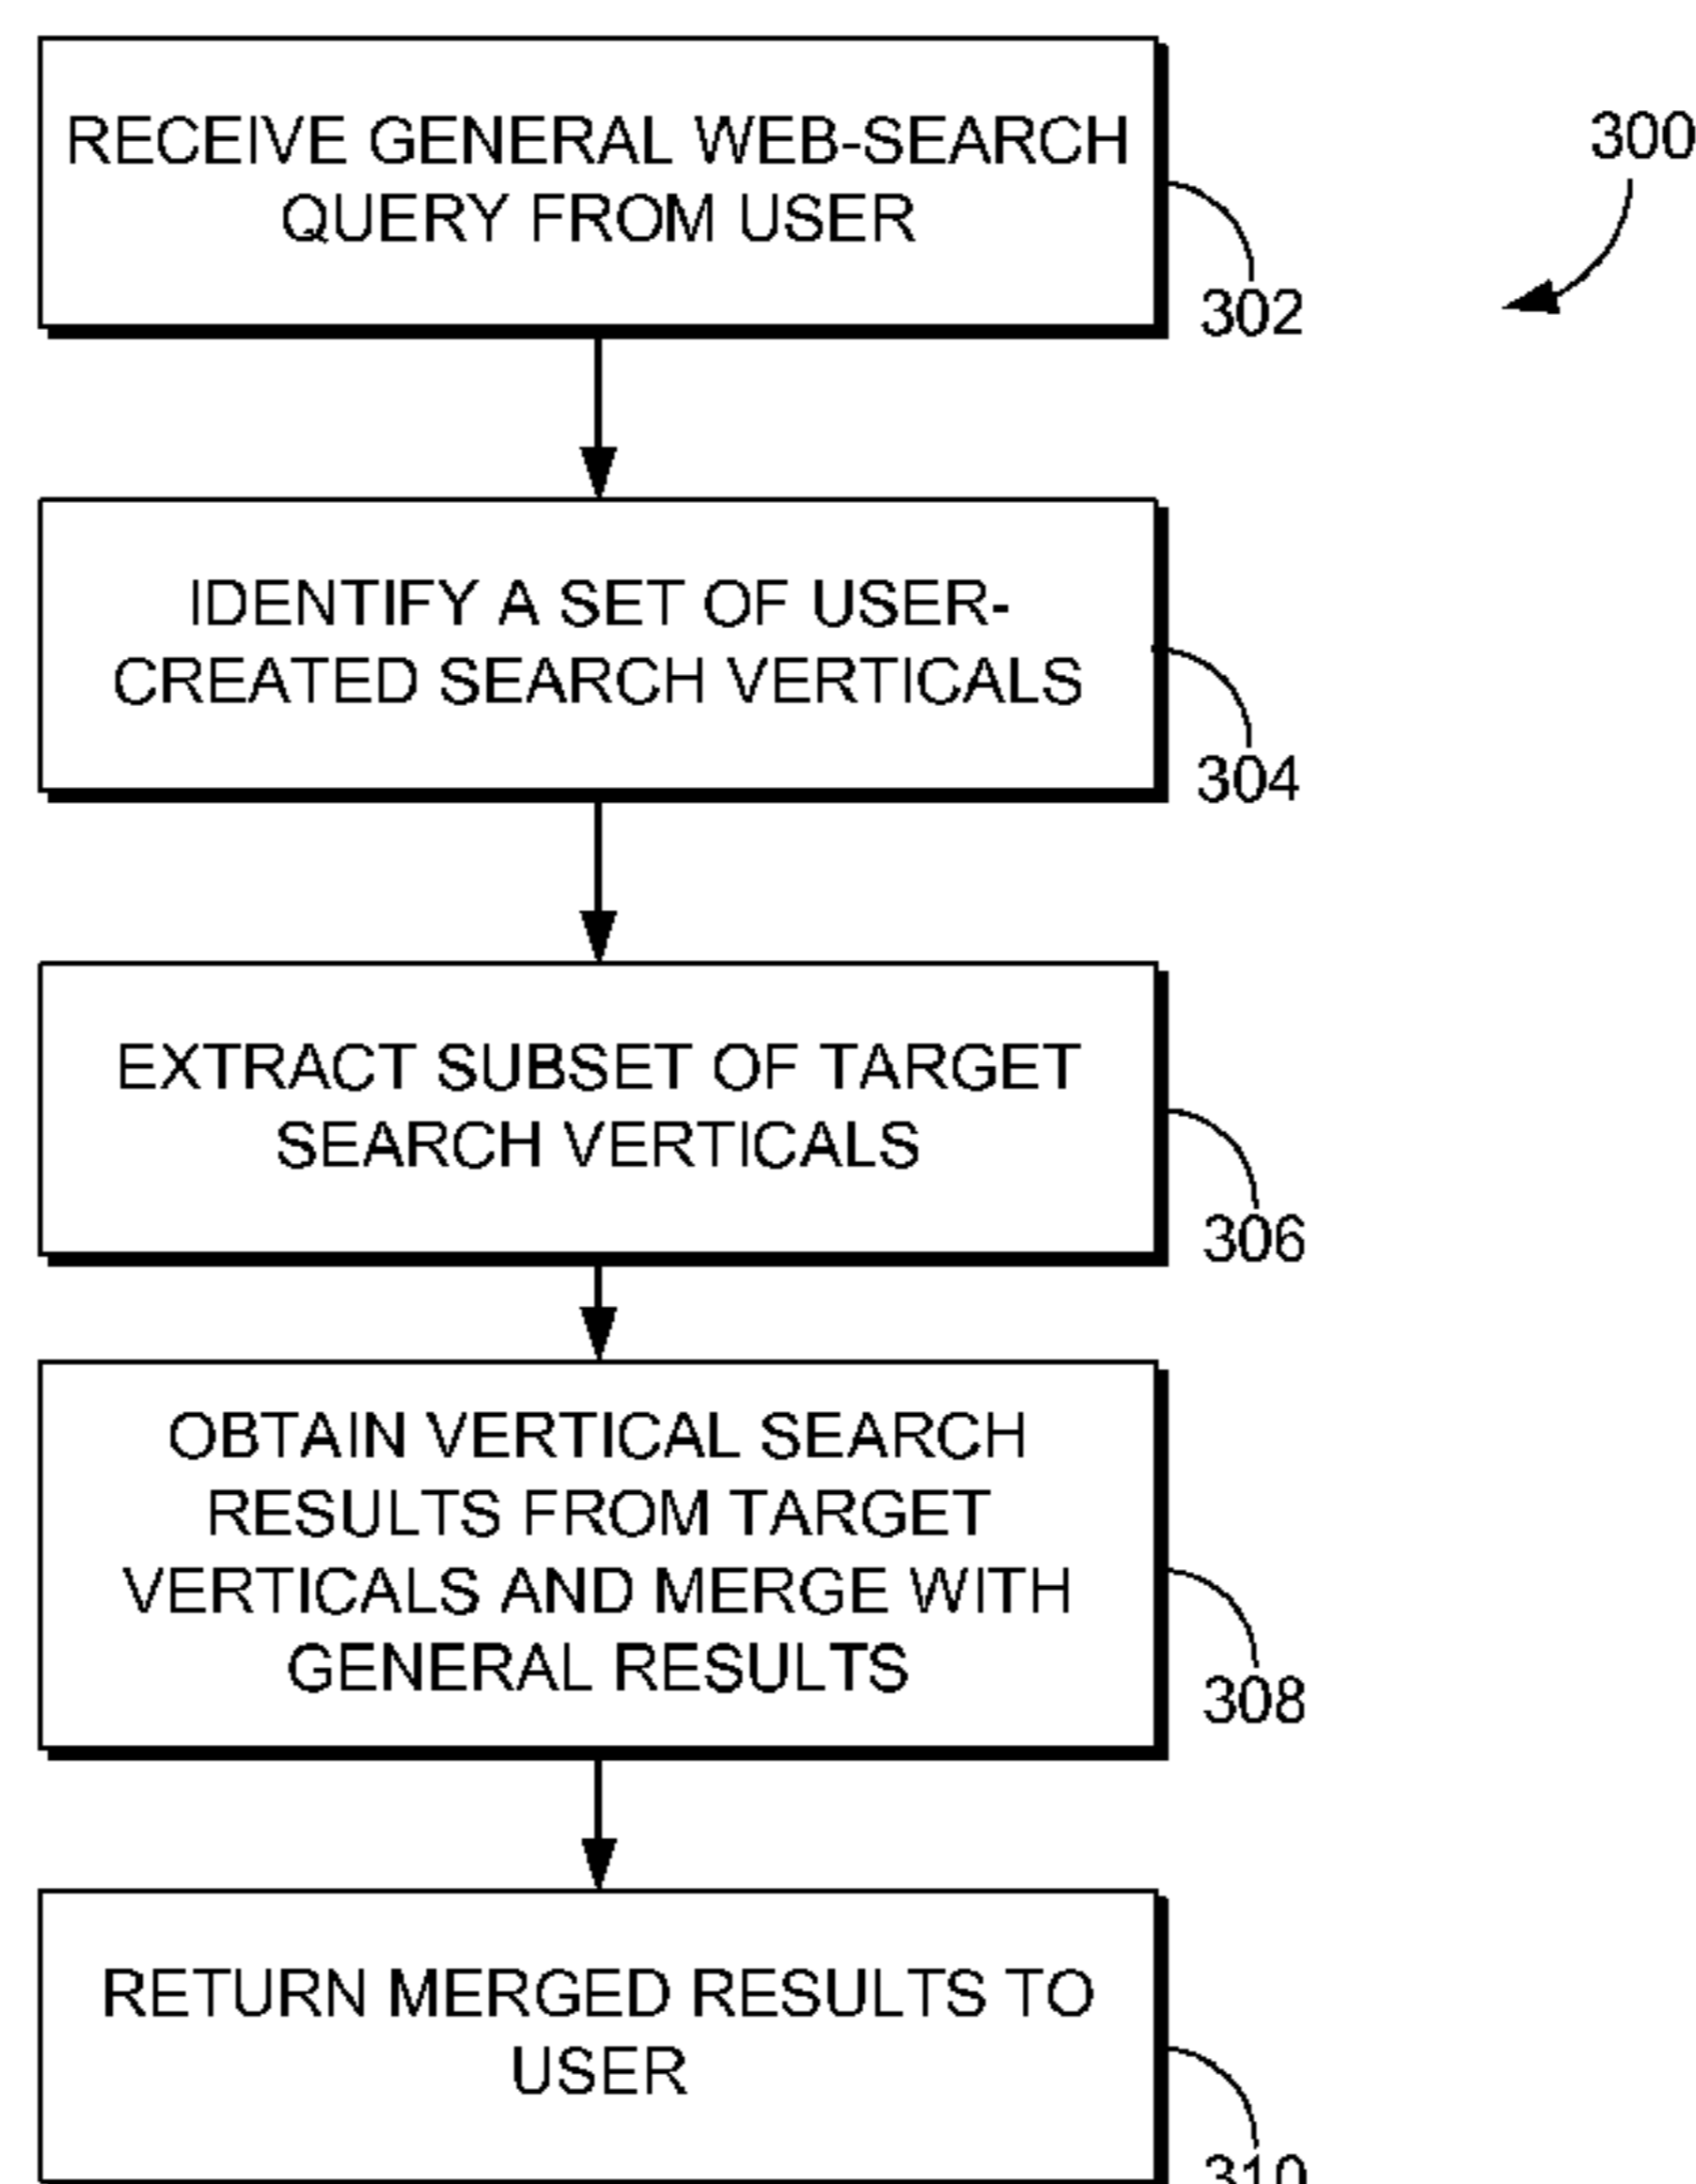 RECEIVE GENERAL WEB-SEARCH
QUERY FROM USER
300
302
IDENTIFY A SET OF USER-
CREATED SEARCH VERTICALS
304
EXTRACT SUBSET OF TARGET
SEARCH VERTICALS
306
OBTAIN VERTICAL SEARCH
RESULTS FROM TARGET
VERTICALS AND MERGE WITH
GENERAL RESULTS
308
RETURN MERGED RESULTS TO
USER
310